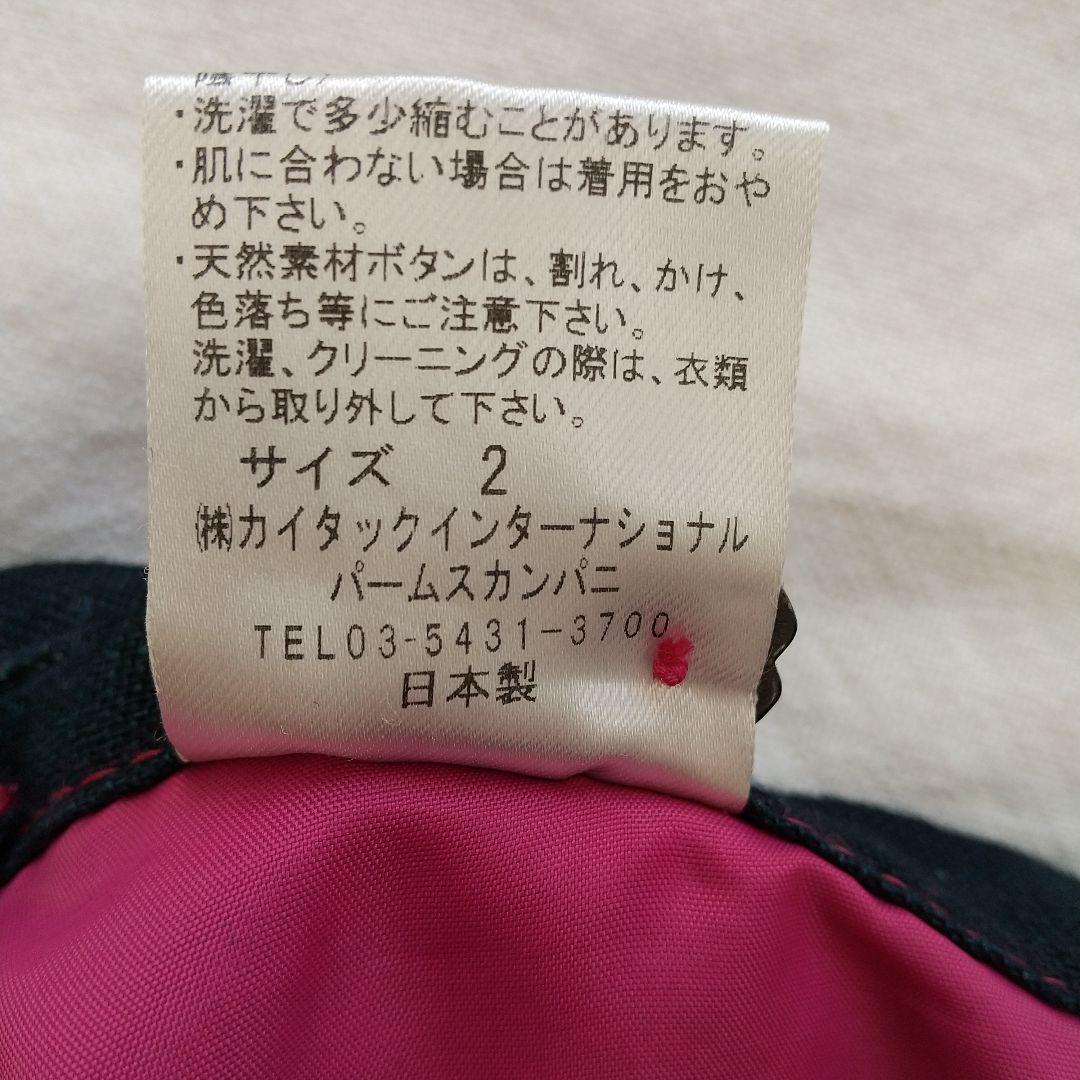 ・洗濯で多少縮むことがあります。
・肌に合わない場合は着用をおや
め下さい。
・天然素材ボタンは、割れ、かけ、
色落ち等にご注意下さい。
洗濯、クリーニングの際は、衣類
から取り外して下さい。
サイズ 2
㈱カイタックインターナショナル
パームスカンパニ
TEL03-5431-3700
日本製